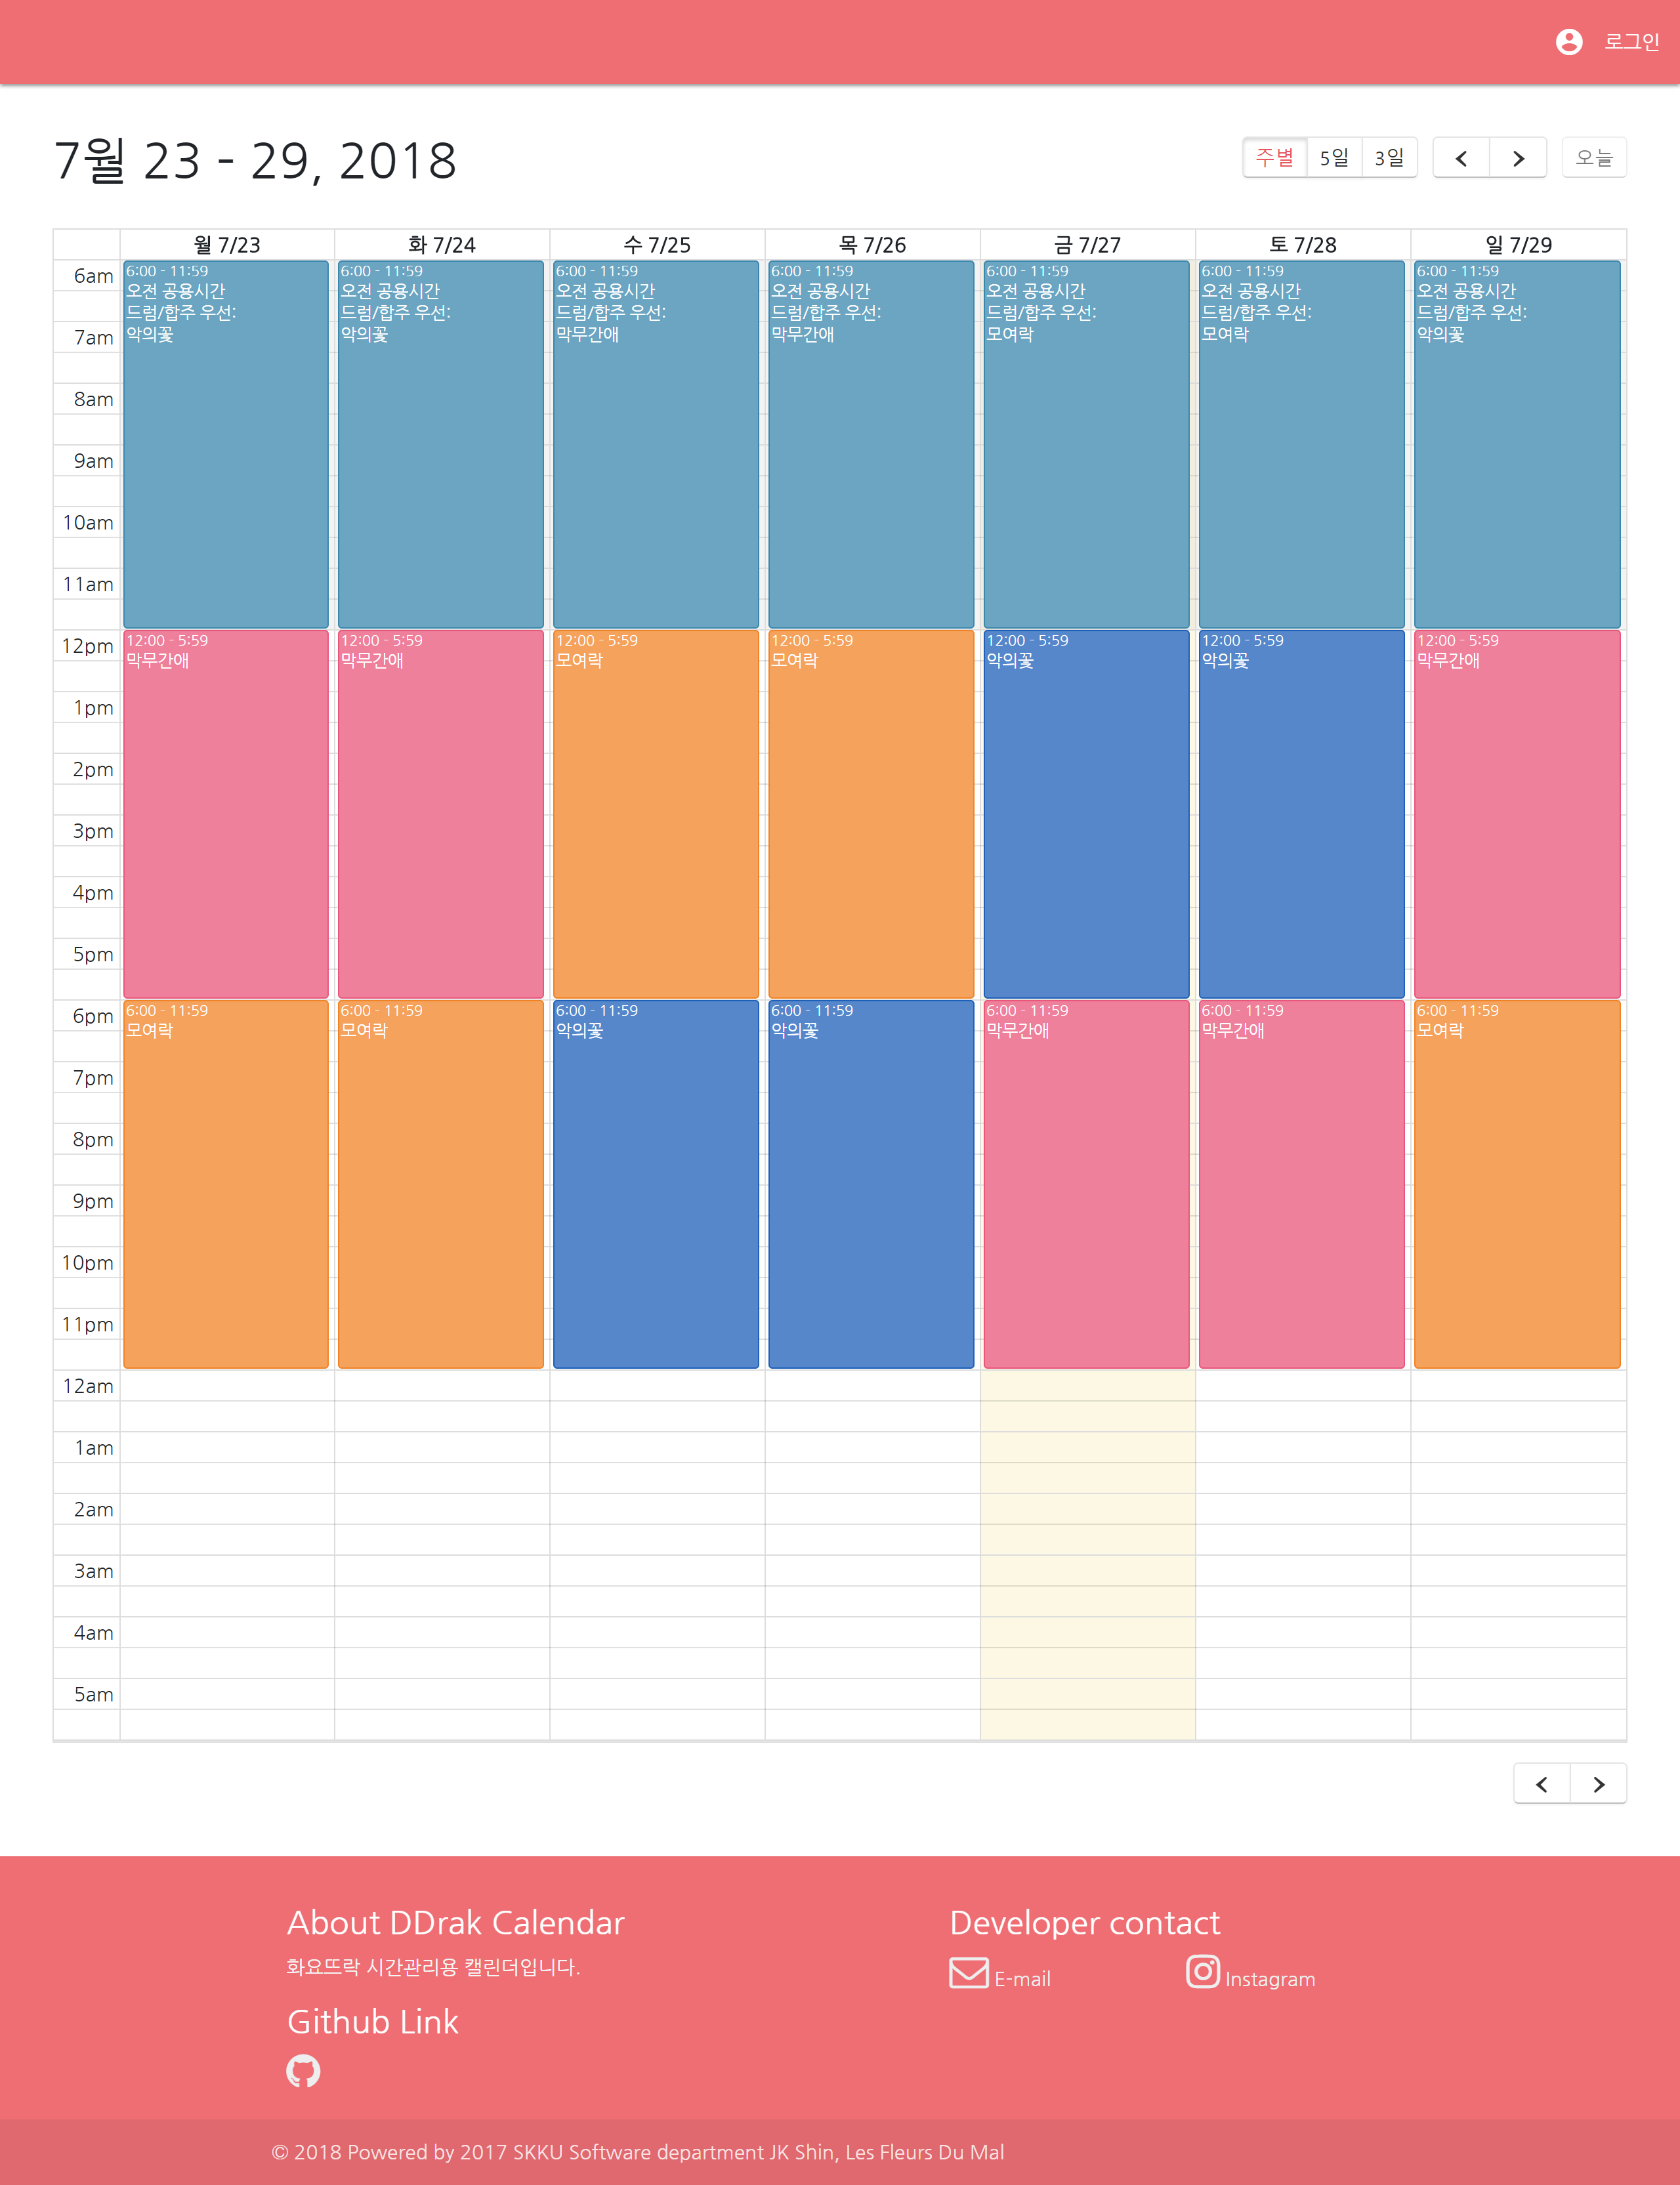 로그인
7월 23 - 29, 2018
주별 5일 3일 오늘
월 7/23 화 7/24 수 7/25 목 7/26 금 7/27 토 7/28 일 7/29
6am
6:00 - 11:59
오전 공용시간
드럼/합주 우선:
악의꽃
6:00 - 11:59
오전 공용시간
드럼/합주 우선:
악의꽃
6:00 - 11:59
오전 공용시간
드럼/합주 우선:
막무간애
6:00 - 11:59
오전 공용시간
드럼/합주 우선:
막무간애
6:00 - 11:59
오전 공용시간
드럼/합주 우선:
모여락
6:00 - 11:59
오전 공용시간
드럼/합주 우선:
모여락
6:00 - 11:59
오전 공용시간
드럼/합주 우선:
악의꽃
7am
8am
9am
10am
11am
12pm
12:00 - 5:59
막무간애
12:00 - 5:59
막무간애
12:00 - 5:59
모여락
12:00 - 5:59
모여락
12:00 - 5:59
악의꽃
12:00 - 5:59
악의꽃
12:00 - 5:59
막무간애
1pm
2pm
3pm
4pm
5pm
6pm
6:00 - 11:59
모여락
6:00 - 11:59
모여락
6:00 - 11:59
악의꽃
6:00 - 11:59
악의꽃
6:00 - 11:59
막무간애
6:00 - 11:59
막무간애
6:00 - 11:59
모여락
7pm
8pm
9pm
10pm
11pm
12am
1am
2am
3am
4am
5am
About DDrak Calendar
화요뜨락 시간관리용 캘린더입니다.
Github Link
Developer contact
E-mail Instagram
© 2018 Powered by 2017 SKKU Software department JK Shin, Les Fleurs Du Mal